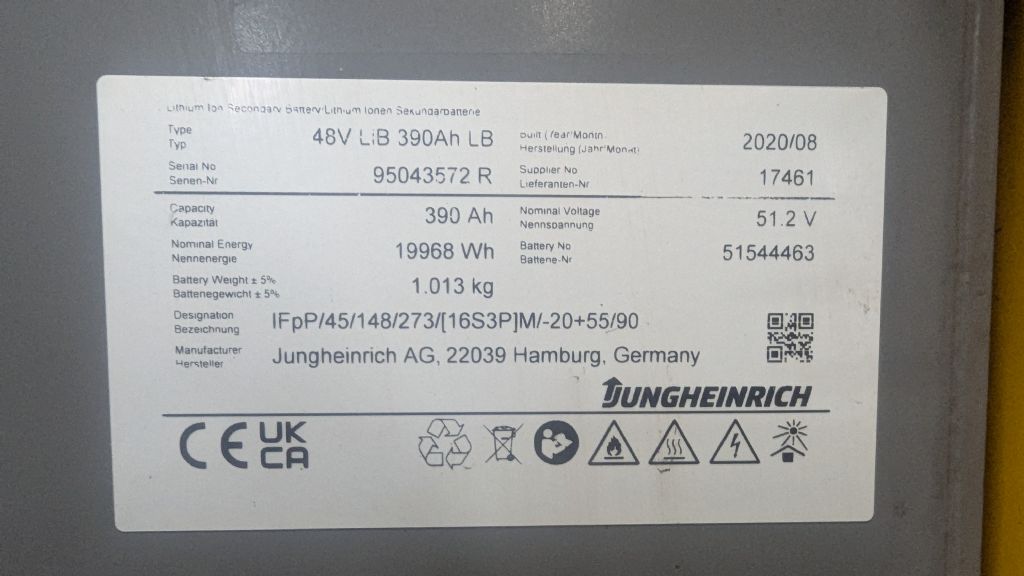 Lithium Ion Secondary Battery/Lithium Ionen Sekundärbatterie
Type 48V LiB 390Ah LB Built (Year/Month)
Typ Herstellung (Jahr/Monat) 2020/08
Serial No 95043572 R Supplier No 17461
Serien-Nr Lieferanten-Nr
Capacity 390 Ah Nominal Voltage 51.2 V
Kapazität Nennspannung
Nominal Energy 19968 Wh Battery No 51544463
Nennenergie Batterie-Nr
Battery Weight ± 5% 1.013 kg
Batteriegewicht ± 5%
Designation IFpP/45/148/273/[16S3P]M/-20+55/90
Bezeichnung
Manufacturer Jungheinrich AG, 22039 Hamburg, Germany
Hersteller
JUNGHEINRICH
CE UK
CA